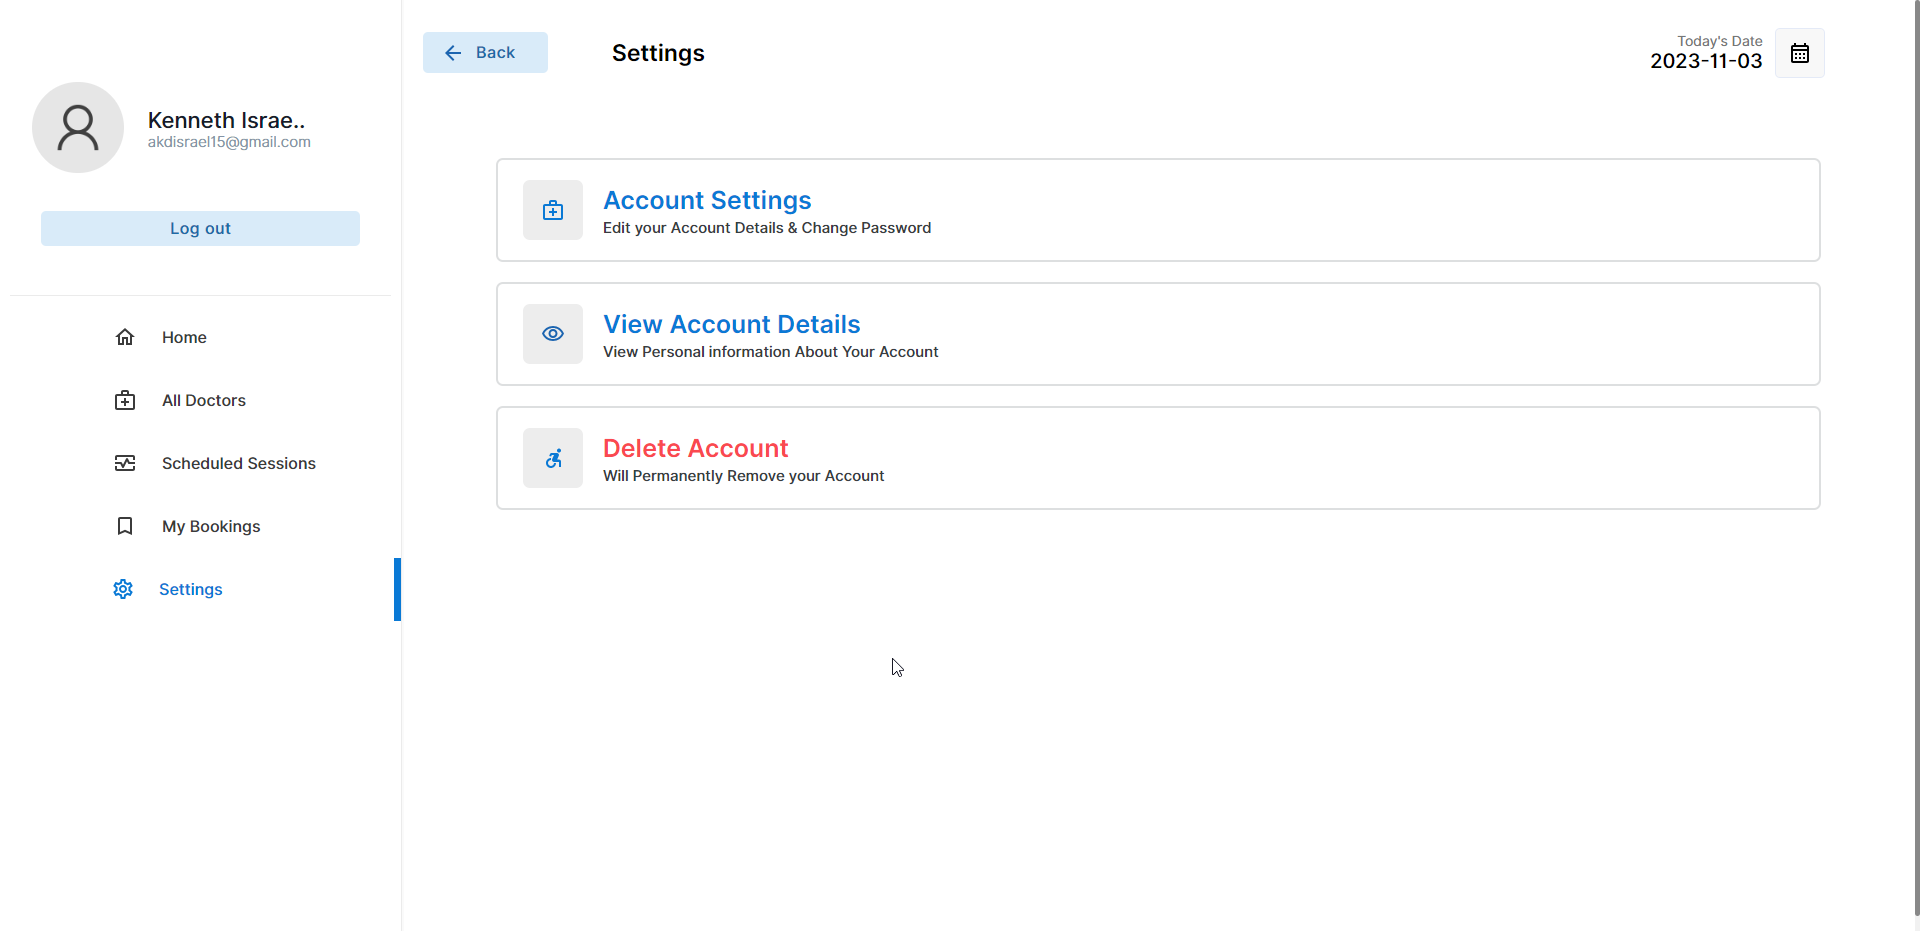 Back
Settings
Today's Date
2023-11-03
Kenneth Israe..
akdisrael15@gmail.com
Log out
Home
All Doctors
Scheduled Sessions
My Bookings
Settings
Account Settings
Edit your Account Details & Change Password
View Account Details
View Personal information About Your Account
Delete Account
Will Permanently Remove your Account